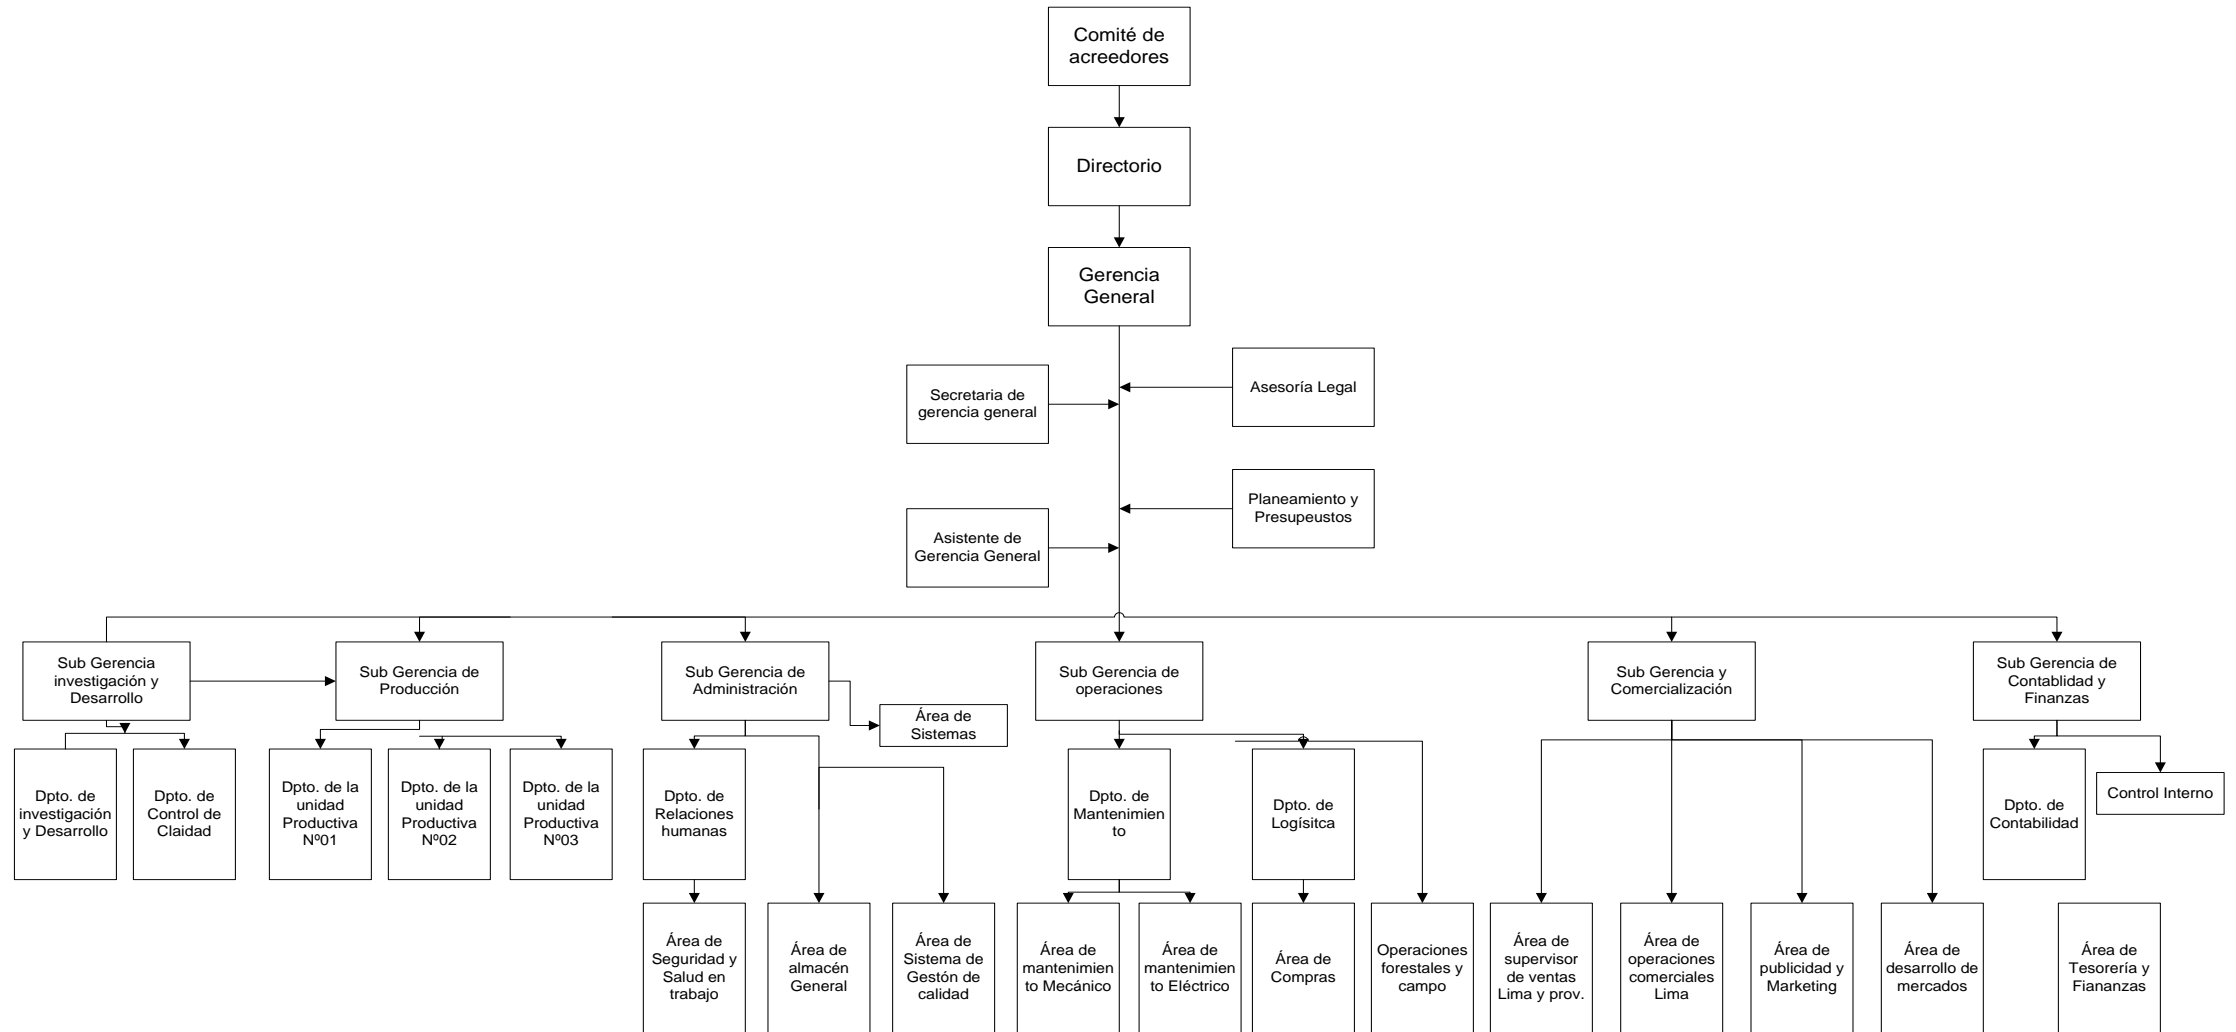 Comité de
acreedores
Directorio
Gerencia
General
Secretaria de
gerencia general
Asesoría Legal
Planeamiento y
Presupeustos
Asistente de
Gerencia General
Sub Gerencia
investigación y
Desarrollo
Sub Gerencia de
Producción
Sub Gerencia de
Administración
Sub Gerencia de
operaciones
Sub Gerencia y
Comercialización
Sub Gerencia de
Contablidad y
Finanzas
Área de
Sistemas
Dpto. de
investigación
y Desarrollo
Dpto. de
Control de
Claidad
Dpto. de la
unidad
Productiva
Nº01
Dpto. de la
unidad
Productiva
Nº02
Dpto. de la
unidad
Productiva
Nº03
Dpto. de
Relaciones
humanas
Dpto. de
Mantenimien
to
Dpto. de
Logísitca
Dpto. de
Contabilidad
Control Interno
Área de
Seguridad y
Salud en
trabajo
Área de
almacén
General
Área de
Sistema de
Gestión de
calidad
Área de
mantenimien
to Mecánico
Área de
mantenimien
to Eléctrico
Área de
Compras
Operaciones
forestales y
campo
Área de
supervisor
de ventas
Lima y prov.
Área de
operaciones
comerciales
Lima
Área de
publicidad y
Marketing
Área de
desarrollo de
mercados
Área de
Tesorería y
Fiananzas